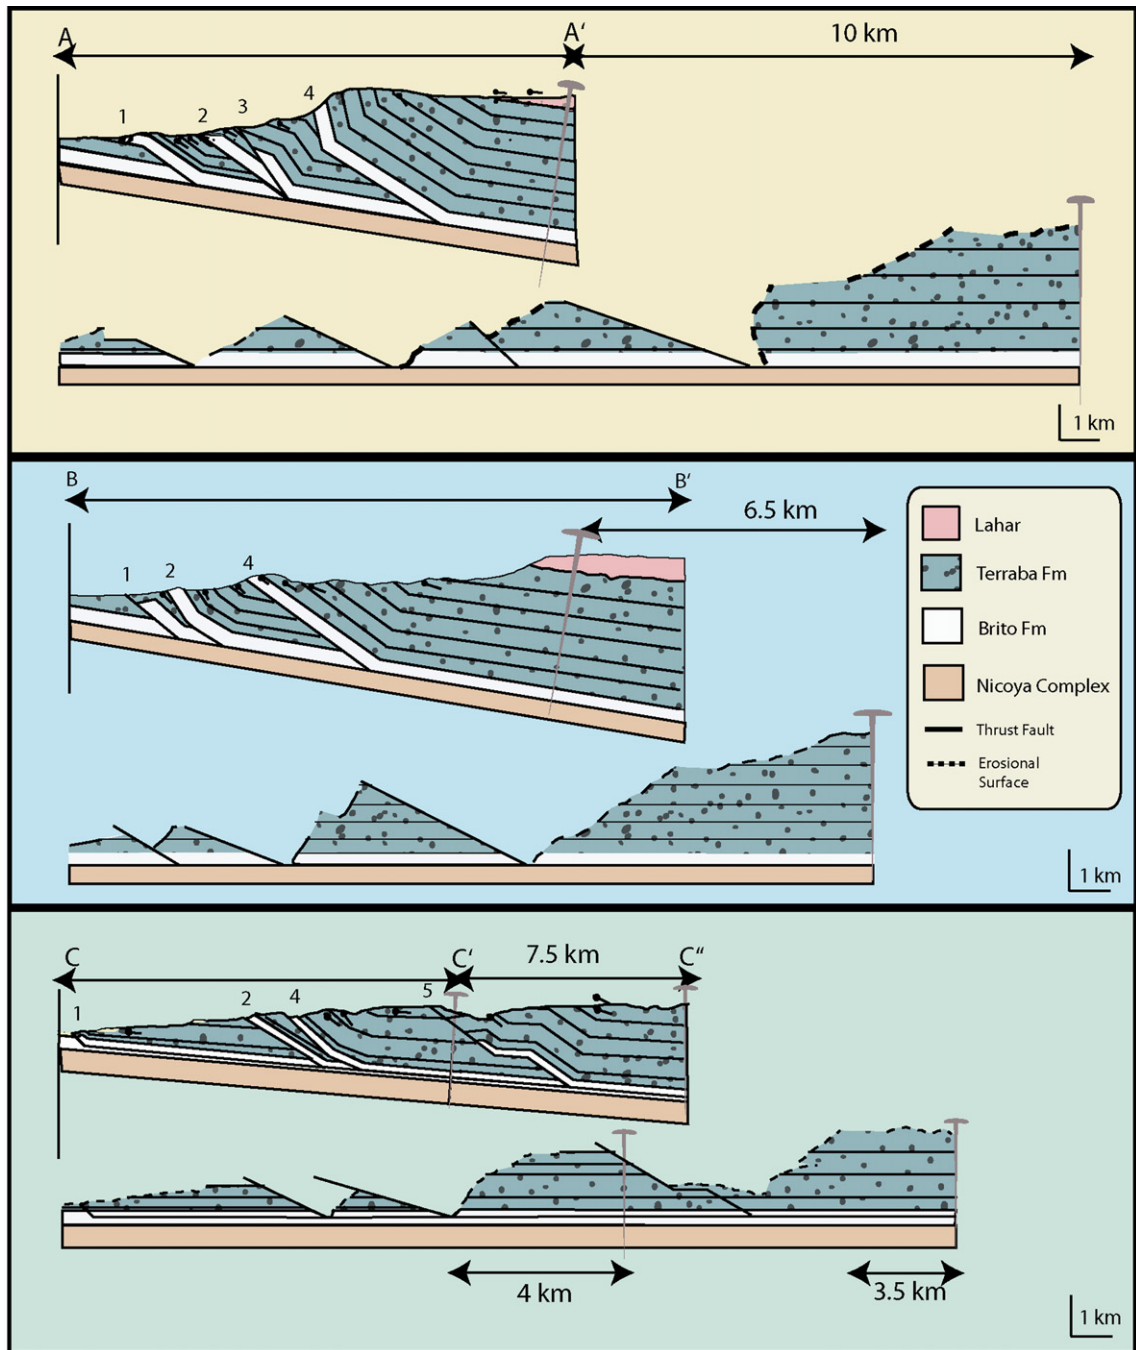 A
A'
10 km
1
2
3
4
1 km
B
B'
6.5 km
1
2
4
Lahar
Terraba Fm
Brito Fm
Nicoya Complex
Thrust Fault
Erosional
Surface
1 km
C
C'
7.5 km
C"
1
2
4
5
4 km
3.5 km
1 km